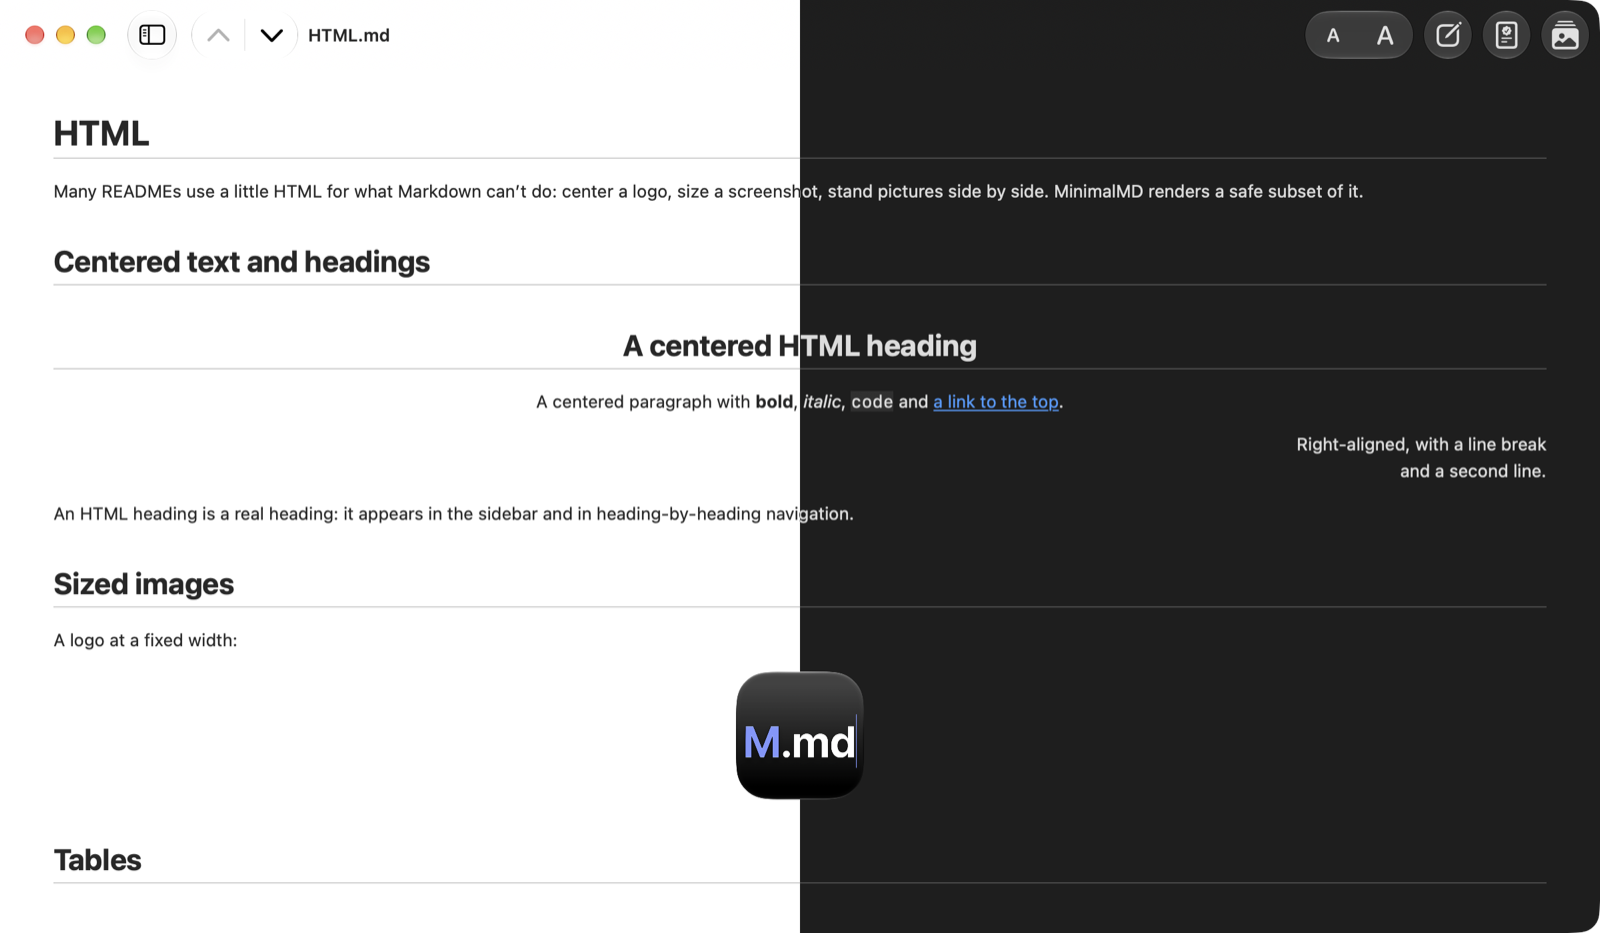 HTML.md
A A
HTML
Many READMEs use a little HTML for what Markdown can’t do: center a logo, size a screenshot, stand pictures side by side. MinimalMD renders a safe subset of it.
Centered text and headings
A centered HTML heading
A centered paragraph with bold, italic, code and a link to the top.
Right-aligned, with a line break
and a second line.
An HTML heading is a real heading: it appears in the sidebar and in heading-by-heading navigation.
Sized images
A logo at a fixed width:
M.md
Tables